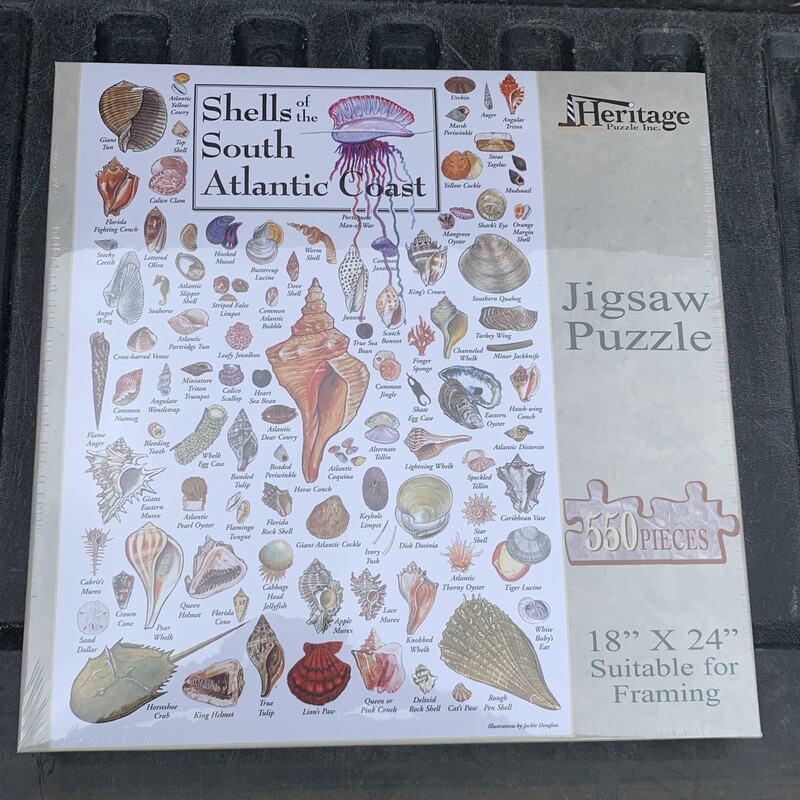 Shells of the
South
Atlantic Coast
Heritage
Puzzle Inc.
Jigsaw
Puzzle
550 PIECES
18” X 24”
Suitable for
Framing
Giant
Tun
Atlantic
Yellow
Cowry
Top
Shell
Florida
Fighting Conch
Calico Clam
Urchin
Auger
Angular
Triton
Marsh
Periwinkle
Stout
Tagelus
Yellow Cockle
Mudsnail
Mangrove
Oyster
Shark's Eye
Orange
Margin
Shell
Portuguese
Man-of-War
Stocky
Cerith
Lettered
Olive
Hooked
Mussel
Buttercup
Lucine
Worm
Shell
Common
Janthina
King's Crown
Southern Quahog
Angel
Wing
Seahorse
Atlantic
Slipper
Shell
Striped False
Limpet
Dove
Shell
Common
Atlantic
Bubble
Junonia
Scotch
Bonnet
True Sea
Bean
Turkey Wing
Cross-barred Venus
Atlantic
Partridge Tun
Leafy Jewelbox
Finger
Sponge
Channeled
Whelk
Minor Jackknife
Common
Nutmeg
Angulate
Wentletrap
Miniature
Triton
Trumpet
Calico
Scallop
Heart
Sea Bean
Common
Jingle
Skate
Egg Case
Eastern
Oyster
Hawk-wing
Conch
Flame
Auger
Bleeding
Tooth
Whelk
Egg Case
Banded
Tulip
Atlantic
Deer Cowry
Beaded
Periwinkle
Horse Conch
Atlantic
Coquina
Alternate
Tellin
Lightning Whelk
Atlantic Distorsio
Speckled
Tellin
Caribbean Vase
Giant
Eastern
Murex
Atlantic
Pearl Oyster
Flamingo
Tongue
Florida
Rock Shell
Giant Atlantic Cockle
Keyhole
Limpet
Ivory
Tusk
Disk Dosinia
Star
Shell
Cabrit's
Murex
Crown
Cone
Pear
Whelk
Queen
Helmet
Florida
Cone
Cabbage
Head
Jellyfish
Apple
Murex
Lace
Murex
Knobbed
Whelk
Atlantic
Thorny Oyster
Tiger Lucine
White
Baby's
Ear
Sand
Dollar
Horseshoe
Crab
King Helmet
True
Tulip
Lion's Paw
Queen or
Pink Conch
Deltoid
Rock Shell
Cat's Paw
Rough
Pen Shell
Illustrations by Jackie Douglass